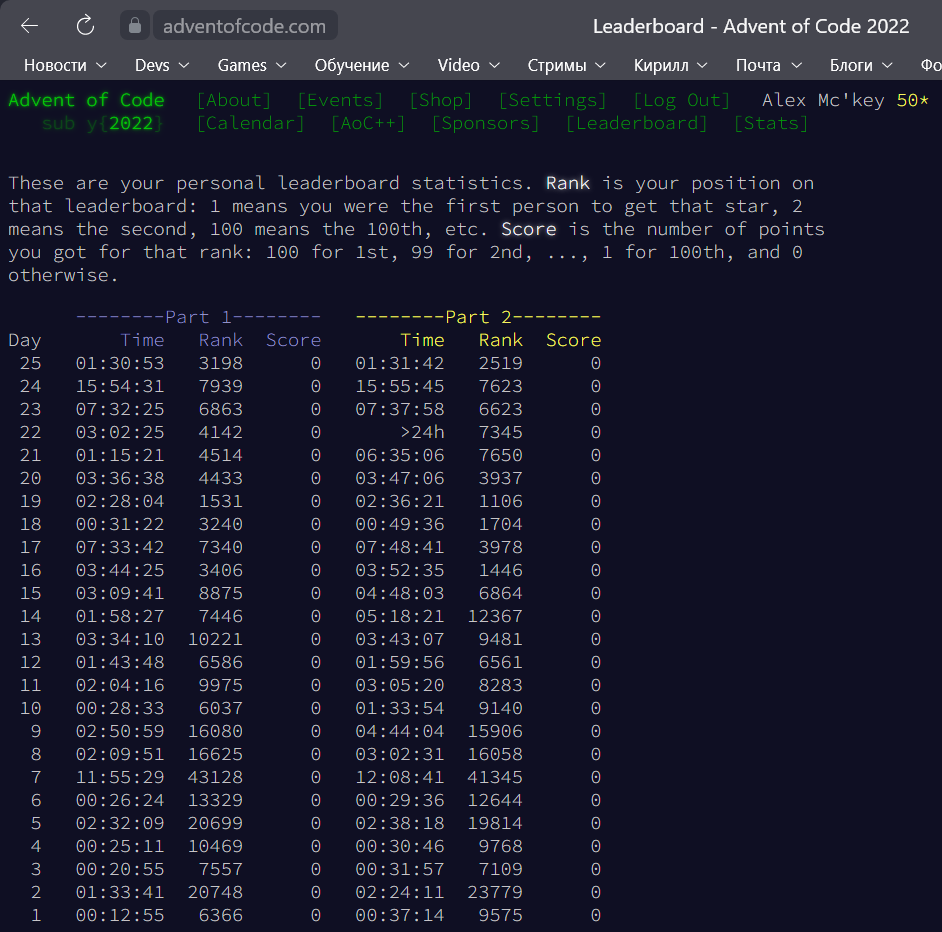 adventofcode.com Leaderboard - Advent of Code 2022
Новости Devs Games Обучение Video Стримы Кирилл Почта Блоги Фо
Advent of Code [About] [Events] [Shop] [Settings] [Log Out] Alex Mc'key 50*
sub y{2022} [Calendar] [AoC++] [Sponsors] [Leaderboard] [Stats]
These are your personal leaderboard statistics. Rank is your position on
that leaderboard: 1 means you were the first person to get that star, 2
means the second, 100 means the 100th, etc. Score is the number of points
you got for that rank: 100 for 1st, 99 for 2nd, ..., 1 for 100th, and 0
otherwise.
--------Part 1-------- --------Part 2--------
Day Time Rank Score Time Rank Score
25 01:30:53 3198 0 01:31:42 2519 0
24 15:54:31 7939 0 15:55:45 7623 0
23 07:32:25 6863 0 07:37:58 6623 0
22 03:02:25 4142 0 >24h 7345 0
21 01:15:21 4514 0 06:35:06 7650 0
20 03:36:38 4433 0 03:47:06 3937 0
19 02:28:04 1531 0 02:36:21 1106 0
18 00:31:22 3240 0 00:49:36 1704 0
17 07:33:42 7340 0 07:48:41 3978 0
16 03:44:25 3406 0 03:52:35 1446 0
15 03:09:41 8875 0 04:48:03 6864 0
14 01:58:27 7446 0 05:18:21 12367 0
13 03:34:10 10221 0 03:43:07 9481 0
12 01:43:48 6586 0 01:59:56 6561 0
11 02:04:16 9975 0 03:05:20 8283 0
10 00:28:33 6037 0 01:33:54 9140 0
9 02:50:59 16080 0 04:44:04 15906 0
8 02:09:51 16625 0 03:02:31 16058 0
7 11:55:29 43128 0 12:08:41 41345 0
6 00:26:24 13329 0 00:29:36 12644 0
5 02:32:09 20699 0 02:38:18 19814 0
4 00:25:11 10469 0 00:30:46 9768 0
3 00:20:55 7557 0 00:31:57 7109 0
2 01:33:41 20748 0 02:24:11 23779 0
1 00:12:55 6366 0 00:37:14 9575 0